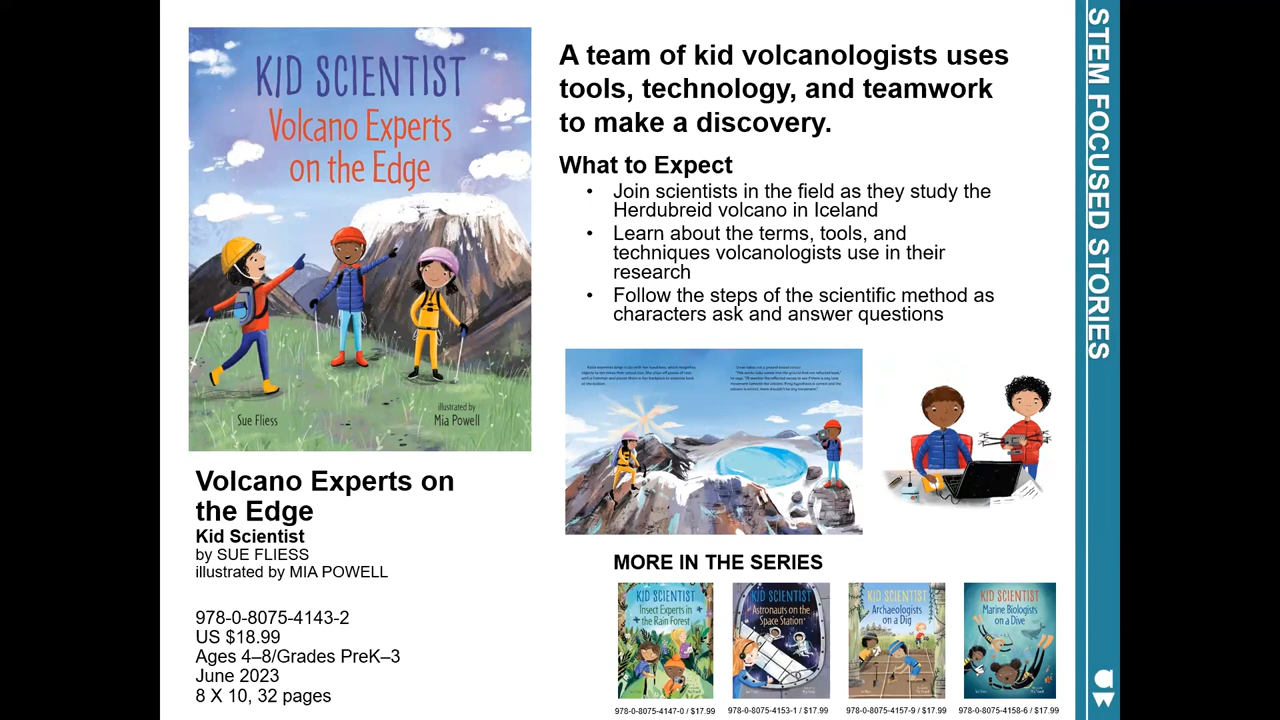 KID SCIENTIST
Volcano Experts
on the Edge
Sue Fliess
illustrated by
Mia Powell
Volcano Experts on
the Edge
Kid Scientist
by SUE FLIESS
illustrated by MIA POWELL
978-0-8075-4143-2
US $18.99
Ages 4–8/Grades PreK–3
June 2023
8 X 10, 32 pages
A team of kid volcanologists uses
tools, technology, and teamwork
to make a discovery.
What to Expect
• Join scientists in the field as they study the
Herdubreid volcano in Iceland
• Learn about the terms, tools, and
techniques volcanologists use in their
research
• Follow the steps of the scientific method as
characters ask and answer questions
MORE IN THE SERIES
KID SCIENTIST
Insect Experts in
the Rain Forest
978-0-8075-4147-0 / $17.99
KID SCIENTIST
Astronauts on the
Space Station
978-0-8075-4153-1 / $17.99
KID SCIENTIST
Archaeologists
on a Dig
978-0-8075-4157-9 / $17.99
KID SCIENTIST
Marine Biologists
on a Dive
978-0-8075-4158-6 / $17.99
STEM FOCUSED STORIES
aw